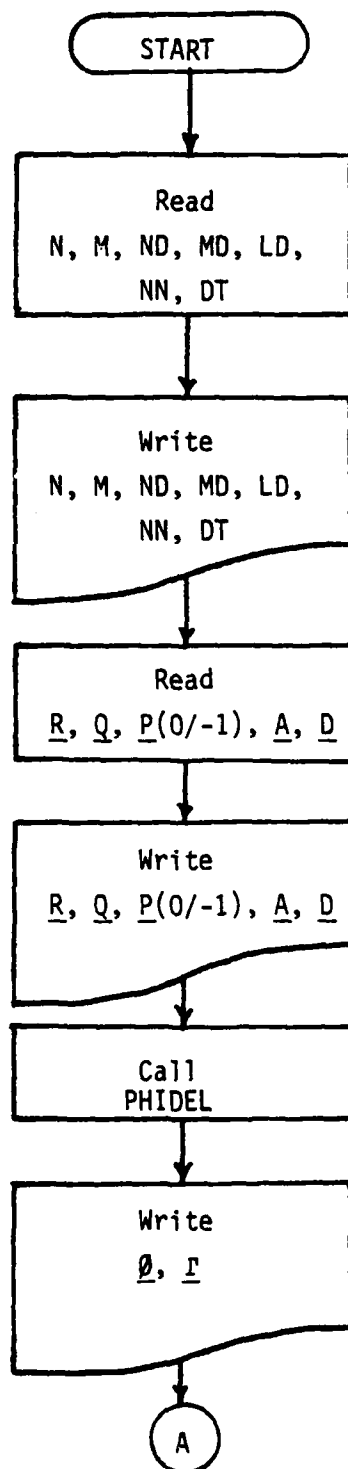 START
Read
N, M, ND, MD, LD,
NN, DT
Write
N, M, ND, MD, LD,
NN, DT
Read
R, Q, P(0/-1), A, D
Write
R, Q, P(0/-1), A, D
Call
PHIDEL
Write
Ø, Γ
A